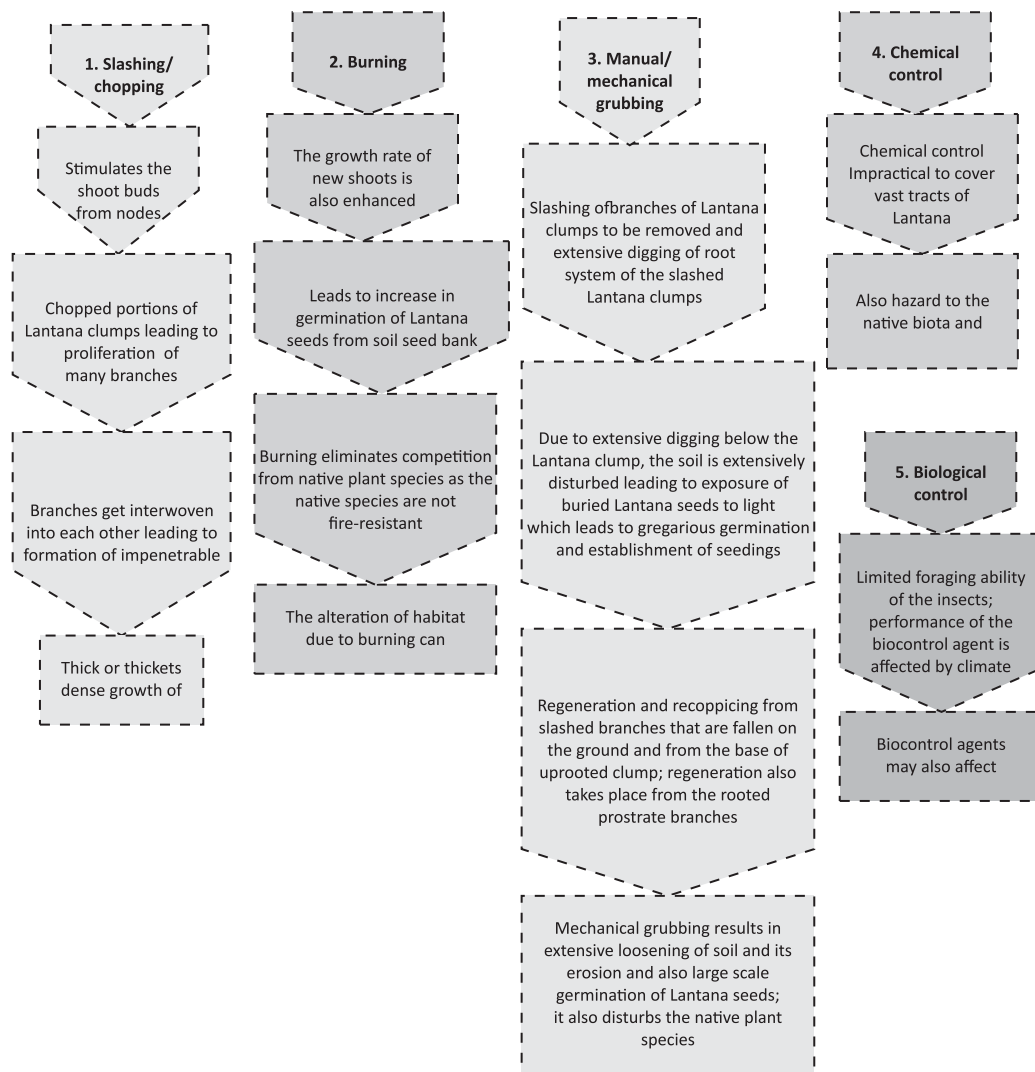 1. Slashing/
chopping
Stimulates the
shoot buds
from nodes
Chopped portions of
Lantana clumps leading to
proliferation of
many branches
Branches get interwoven
into each other leading to
formation of impenetrable
Thick or thickets
dense growth of
2. Burning
The growth rate of
new shoots is
also enhanced
Leads to increase in
germination of Lantana
seeds from soil seed bank
Burning eliminates competition
from native plant species as the
native species are not
fire-resistant
The alteration of habitat
due to burning can
3. Manual/
mechanical
grubbing
Slashing ofbranches of Lantana
clumps to be removed and
extensive digging of root
system of the slashed
Lantana clumps
Due to extensive digging below the
Lantana clump, the soil is extensively
disturbed leading to exposure of
buried Lantana seeds to light
which leads to gregarious germination
and establishment of seedings
Regeneration and recoppicing from
slashed branches that are fallen on
the ground and from the base of
uprooted clump; regeneration also
takes place from the rooted
prostrate branches
Mechanical grubbing results in
extensive loosening of soil and its
erosion and also large scale
germination of Lantana seeds;
it also disturbs the native plant
species
4. Chemical
control
Chemical control
Impractical to cover
vast tracts of
Lantana
Also hazard to the
native biota and
5. Biological
control
Limited foraging ability
of the insects;
performance of the
biocontrol agent is
affected by climate
Biocontrol agents
may also affect